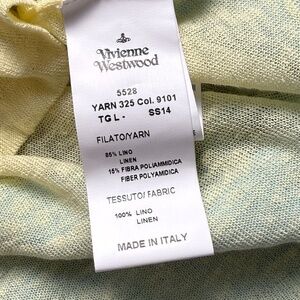 Vivienne
Westwood
5528
YARN 325 Col. 9101
TG L - SS14
FILATO/YARN
85% LINO
LINEN
15% FIBRA POLIAMMIDICA
FIBER POLYAMIDICA
TESSUTO/ FABRIC
100% LINO
LINEN
MADE IN ITALY